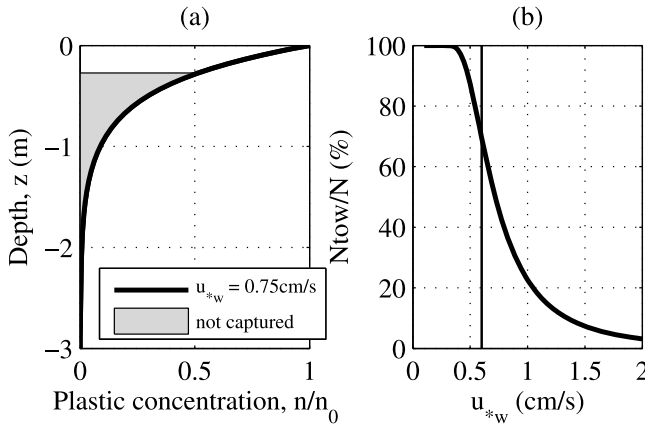 (a)
0
−1
−2
−3
Depth, z (m)
0
0.5
1
Plastic concentration, n/n₀
u*w = 0.75cm/s
not captured
(b)
100
80
60
40
20
0
Ntow/N (%)
0
0.5
1
1.5
2
u*w (cm/s)